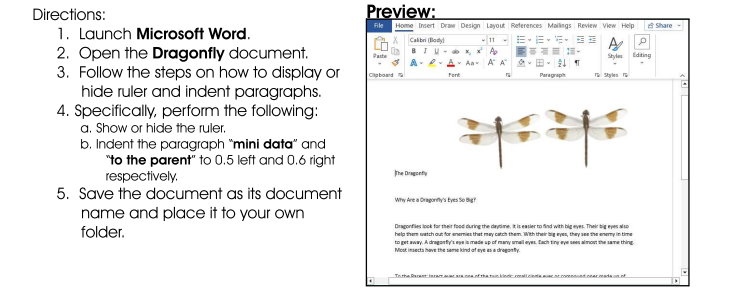 Directions:
1. Launch Microsoft Word.
2. Open the Dragonfly document.
3. Follow the steps on how to display or
hide ruler and indent paragraphs.
4. Specifically, perform the following:
a. Show or hide the ruler.
b. Indent the paragraph "mini data" and
"to the parent" to 0.5 left and 0.6 right
respectively.
5. Save the document as its document
name and place it to your own
folder.
Preview:
File Home Insert Draw Design Layout References Mailings Review View Help Share
Calibri (Body) 11
Paste
B I U ab x₂ x²
A Aa A A
Styles Editing
Clipboard Font Paragraph Styles
The Dragonfly
Why Are a Dragonfly's Eyes So Big?
Dragonflies look for their food during the daytime. It is easier to find with big eyes. Their big eyes also
help them watch out for enemies that may catch them. With their big eyes, they see the enemy in time
to get away. A dragonfly's eye is made up of many small eyes. Each tiny eye sees almost the same thing.
Most insects have the same kind of eye as a dragonfly.
To the Parent: Insect eyes are one of the two kinds: small single eyes or compound ones made up of